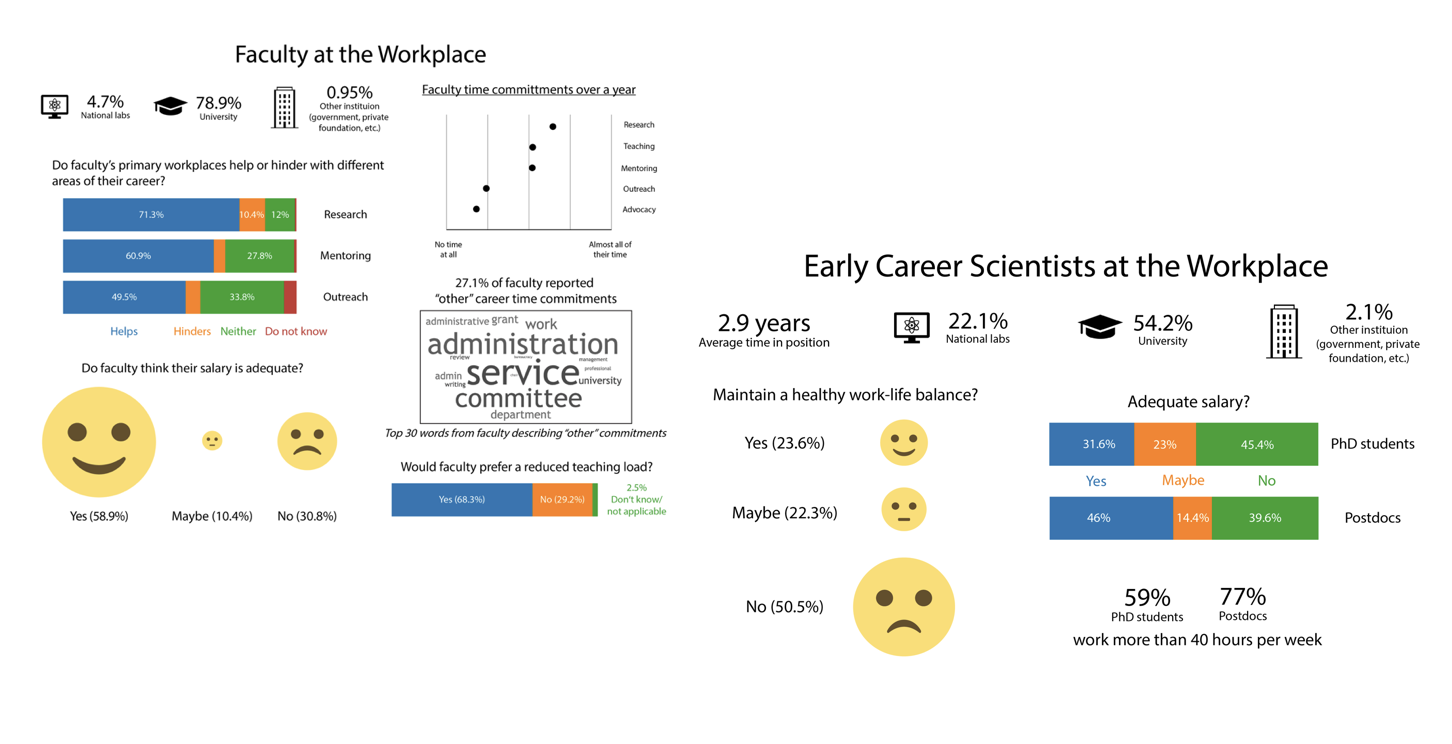 Faculty at the Workplace
4.7%
National labs
78.9%
University
0.95%
Other instituion
(government, private
foundation, etc.)
Do faculty's primary workplaces help or hinder with different
areas of their career?
71.3%
10.4%
12%
Research
60.9%
27.8%
Mentoring
49.5%
33.8%
Outreach
Helps
Hinders
Neither
Do not know
Do faculty think their salary is adequate?
Yes (58.9%)
Maybe (10.4%)
No (30.8%)
Faculty time committments over a year
Research
Teaching
Mentoring
Outreach
Advocacy
No time
at all
Almost all of
their time
27.1% of faculty reported
“other” career time commitments
administrative grant work
administration
review
management
professional
admin
writing
service
university
committee
department
Top 30 words from faculty describing “other” commitments
Would faculty prefer a reduced teaching load?
Yes (68.3%)
No (29.2%)
2.5%
Don't know/
not applicable
Early Career Scientists at the Workplace
2.9 years
Average time in position
22.1%
National labs
54.2%
University
2.1%
Other instituion
(government, private
foundation, etc.)
Maintain a healthy work-life balance?
Yes (23.6%)
Maybe (22.3%)
No (50.5%)
Adequate salary?
31.6%
23%
45.4%
PhD students
Yes
Maybe
No
46%
14.4%
39.6%
Postdocs
59%
PhD students
77%
Postdocs
work more than 40 hours per week